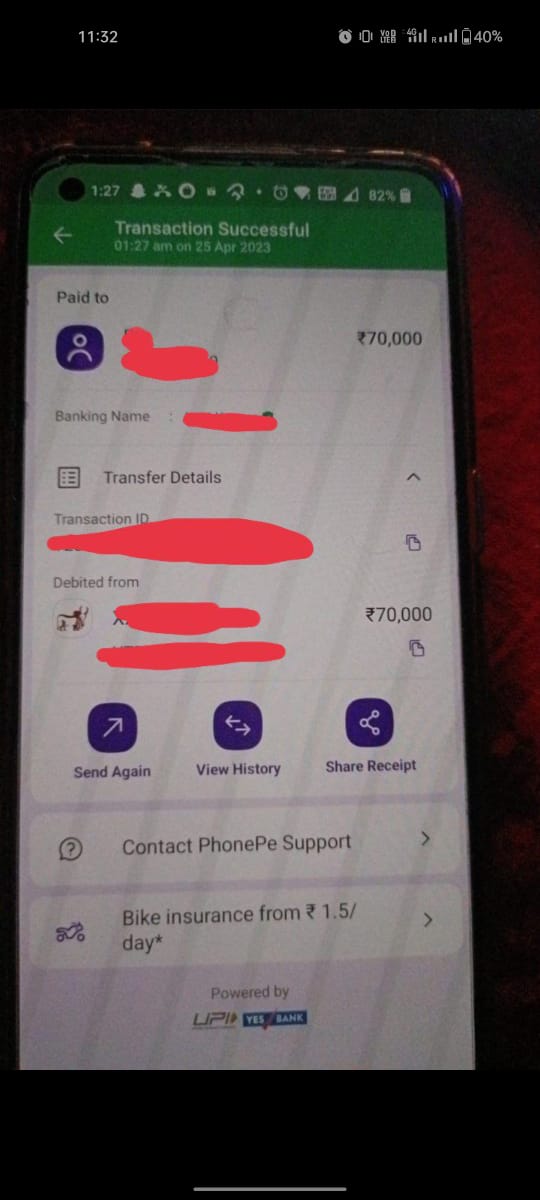 11:32
4G
R
40%
1:27
82%
Transaction Successful
01:27 am on 25 Apr 2023
Paid to
₹70,000
Banking Name :
Transfer Details
Transaction ID
Debited from
₹70,000
Send Again
View History
Share Receipt
Contact PhonePe Support
Bike insurance from ₹ 1.5/
day*
Powered by
UPI YES BANK